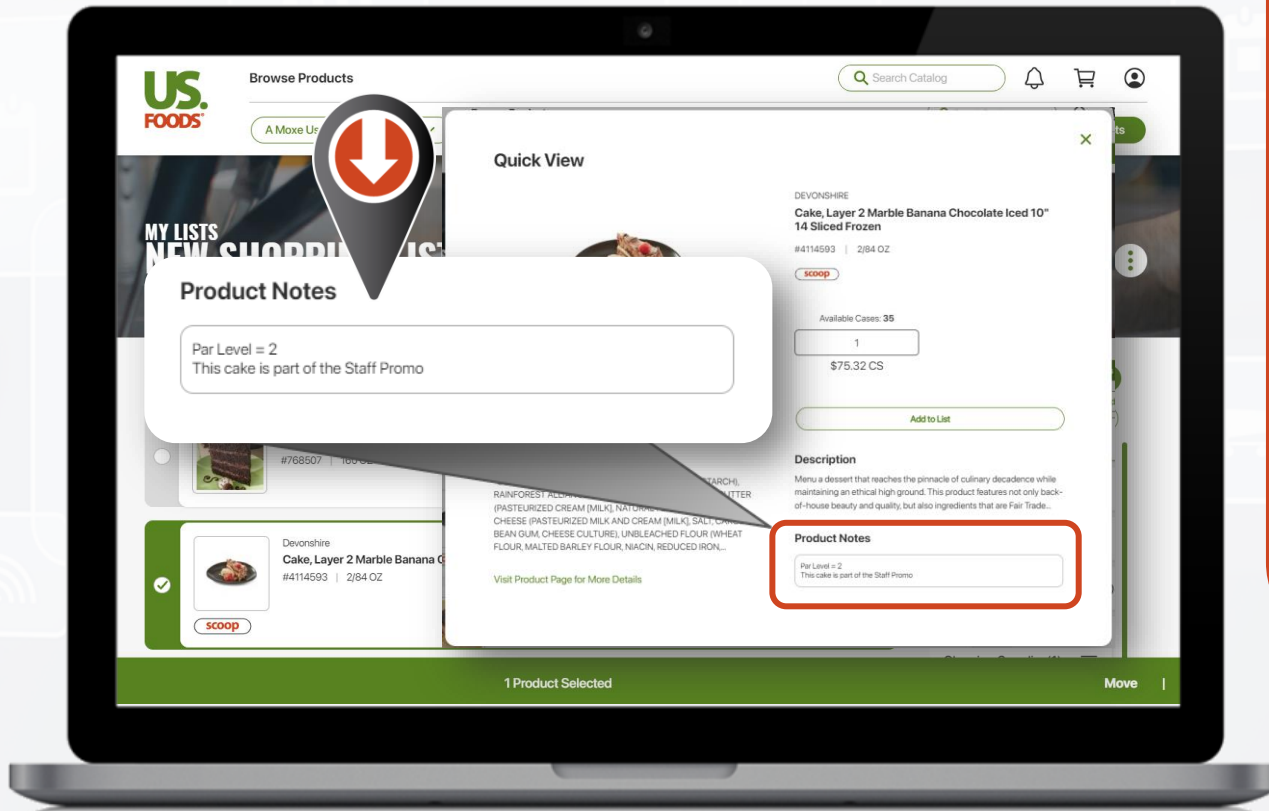 US.
FOODS
Browse Products
Search Catalog
A Moxe Us
ts
MY LISTS
Quick View
DEVONSHIRE
Cake, Layer 2 Marble Banana Chocolate Iced 10"
14 Sliced Frozen
#4114593 | 2/84 OZ
scoop
Available Cases: 35
1
$75.32 CS
Add to List
Description
Menu a dessert that reaches the pinnacle of culinary decadence while
maintaining an ethical high ground. This product features not only back-
of-house beauty and quality, but also ingredients that are Fair Trade...
Product Notes
Par Level = 2
This cake is part of the Staff Promo
Product Notes
Par Level = 2
This cake is part of the Staff Promo
#768507
RAINFOREST
(PASTEURIZED CREAM [MILK],
CHEESE (PASTEURIZED MILK AND CREAM [MILK], SALT,
BEAN GUM, CHEESE CULTURE), UNBLEACHED FLOUR (WHEAT
FLOUR, MALTED BARLEY FLOUR, NIACIN, REDUCED IRON,...
Visit Product Page for More Details
Devonshire
Cake, Layer 2 Marble Banana
#4114593 | 2/84 OZ
scoop
1 Product Selected
Move |